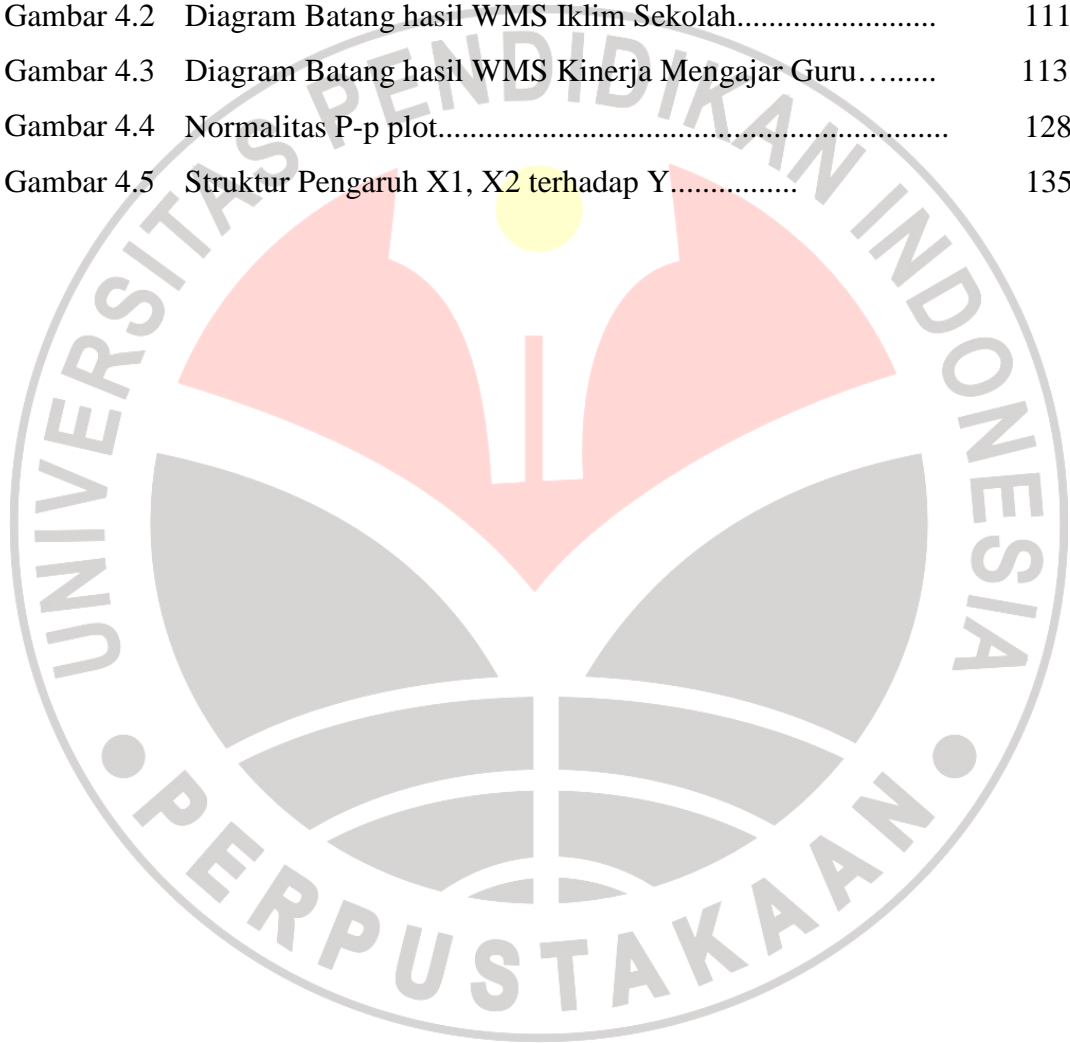 Gambar 4.2 Diagram Batang hasil WMS Iklim Sekolah......................... 111
Gambar 4.3 Diagram Batang hasil WMS Kinerja Mengajar Guru…...... 113
Gambar 4.4 Normalitas P-p plot................................................................ 128
Gambar 4.5 Struktur Pengaruh X1, X2 terhadap Y................ 135
UNIVERSITAS PENDIDIKAN INDONESIA
PERPUSTAKAAN